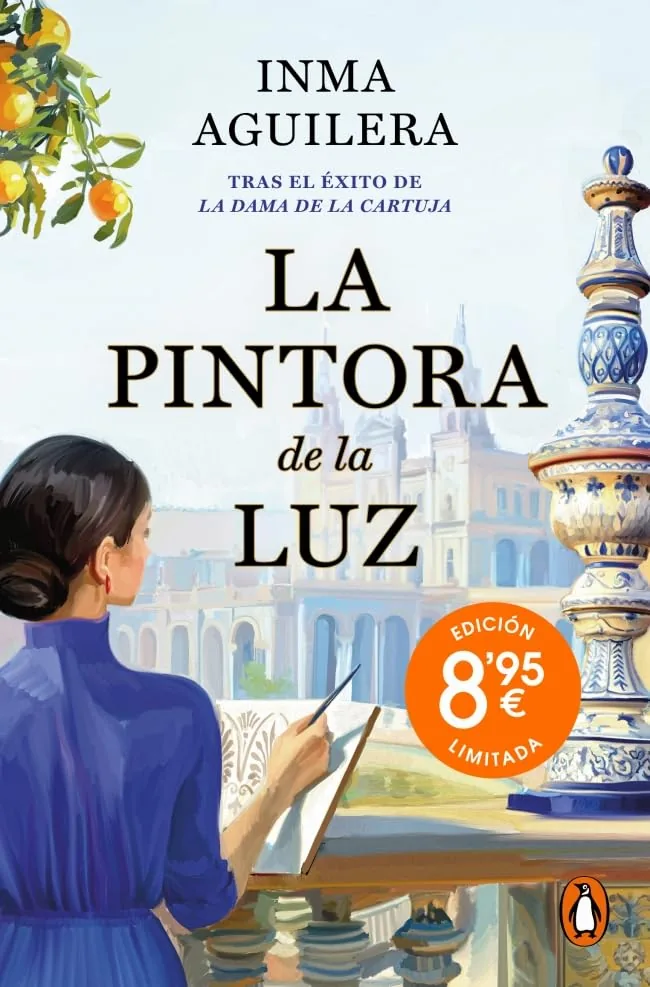 INMA
AGUILERA
TRAS EL ÉXITO DE
LA DAMA DE LA CARTUJA
LA
PINTORA
de la
LUZ
EDICIÓN
8'95
€
LIMITADA